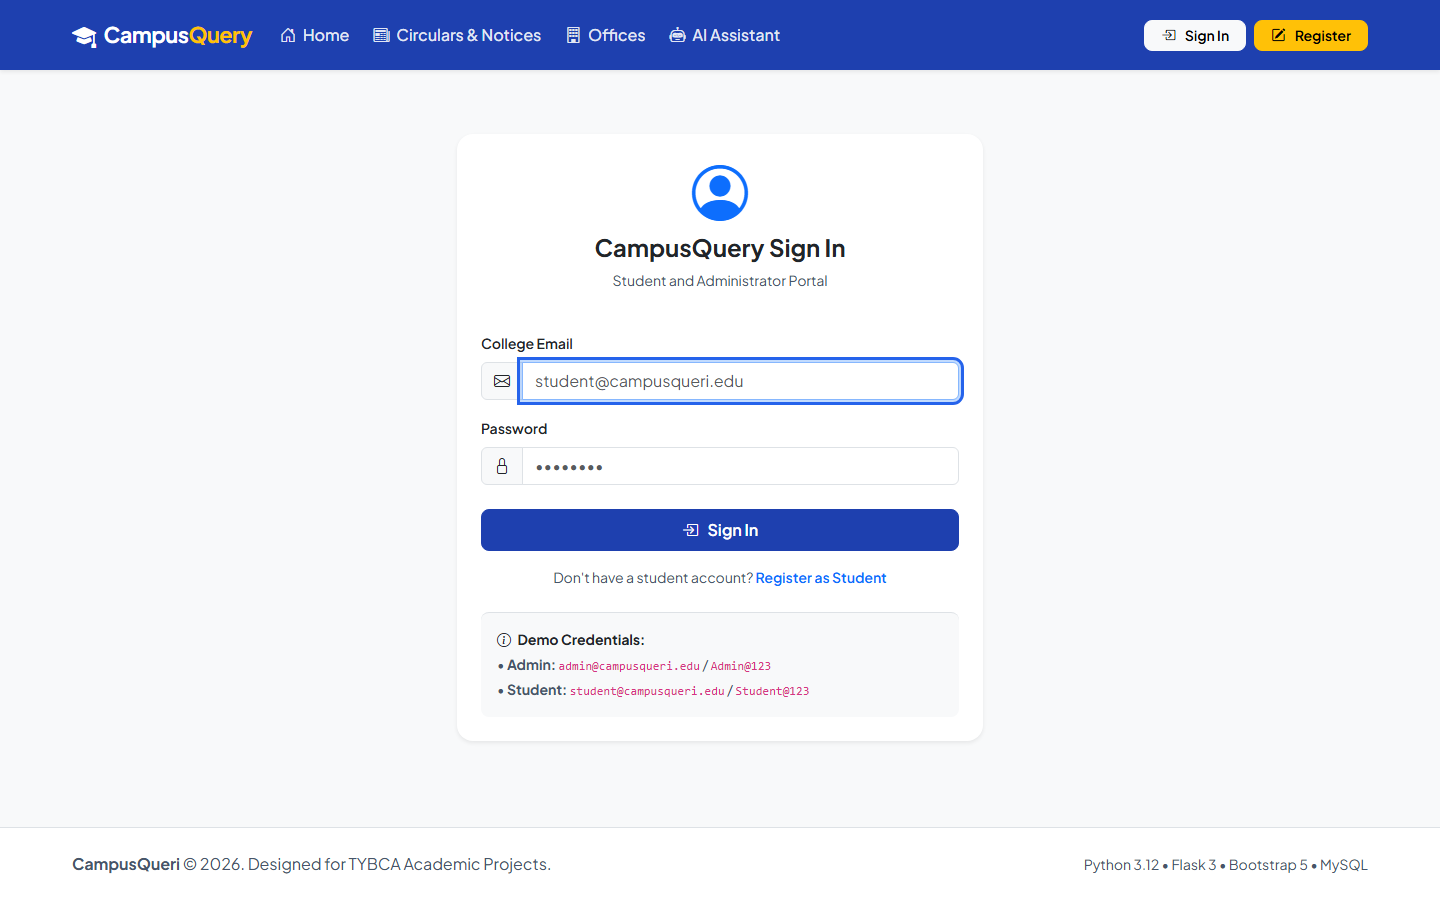 CampusQuery Home Circulars & Notices Offices AI Assistant Sign In Register
CampusQuery Sign In
Student and Administrator Portal
College Email
student@campusqueri.edu
Password
••••••••
Sign In
Don't have a student account? Register as Student
Demo Credentials:
• Admin: admin@campusqueri.edu / Admin@123
• Student: student@campusqueri.edu / Student@123
CampusQueri © 2026. Designed for TYBCA Academic Projects.
Python 3.12 • Flask 3 • Bootstrap 5 • MySQL